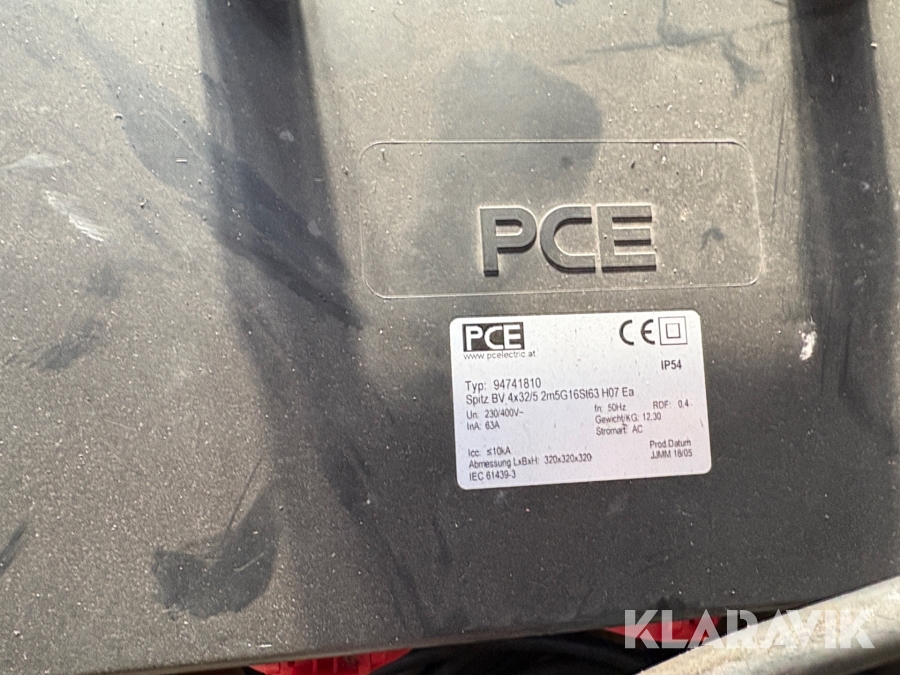 PCE
PCE
CE
www.pcelectric.at
IP54
Typ: 94741810
Spitz BV 4x32/5 2m5G16St63 H07 Ea
Un: 230/400V~ fn: 50Hz RDF: 0,4
InA: 63A Gewicht/KG: 12,30
Stromart: AC
Icc: ≤10kA Prod.Datum
Abmessung LxBxH: 320x320x320 JJMM 18/05
IEC 61439-3
KLARAVIK